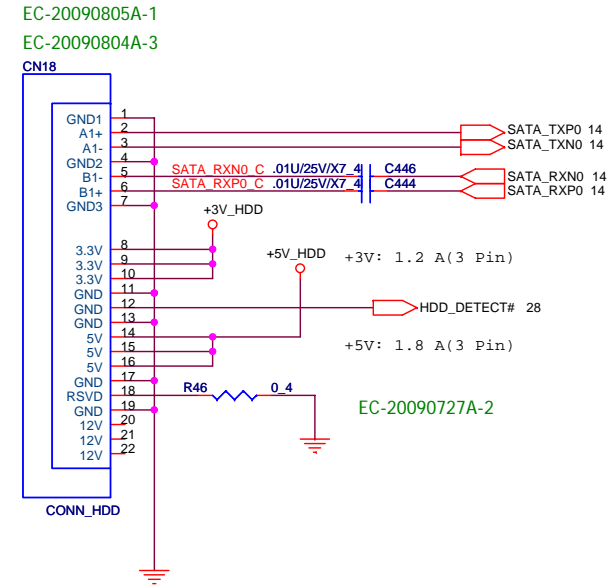 EC-20090805A-1
EC-20090804A-3
CN18
GND1 1
A1+ 2 SATA_TXP0 14
A1- 3 SATA_TXN0 14
GND2 4
B1- 5 SATA_RXN0_C .01U/25V/X7_4 C446 SATA_RXN0 14
B1+ 6 SATA_RXP0_C .01U/25V/X7_4 C444 SATA_RXP0 14
GND3 7
+3V_HDD
3.3V 8
+5V_HDD +3V: 1.2 A(3 Pin)
3.3V 9
3.3V 10
GND 11
GND 12 HDD_DETECT# 28
GND 13
5V 14
5V 15 +5V: 1.8 A(3 Pin)
5V 16
GND 17
RSVD 18 R46 0_4
GND 19 EC-20090727A-2
12V 20
12V 21
12V 22
CONN_HDD